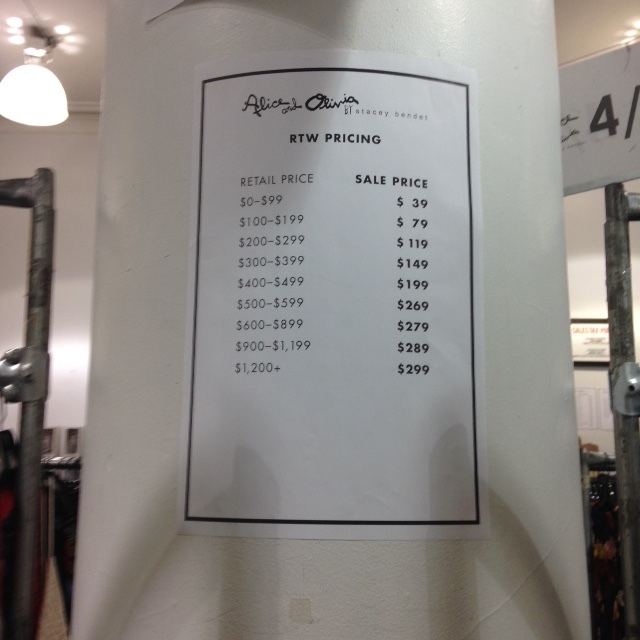 Alice and Olivia
BY stacey bendet
RTW PRICING
RETAIL PRICE SALE PRICE
$0–$99 $ 39
$100–$199 $ 79
$200–$299 $ 119
$300–$399 $149
$400–$499 $199
$500–$599 $269
$600–$899 $279
$900–$1,199 $289
$1,200+ $299
4/